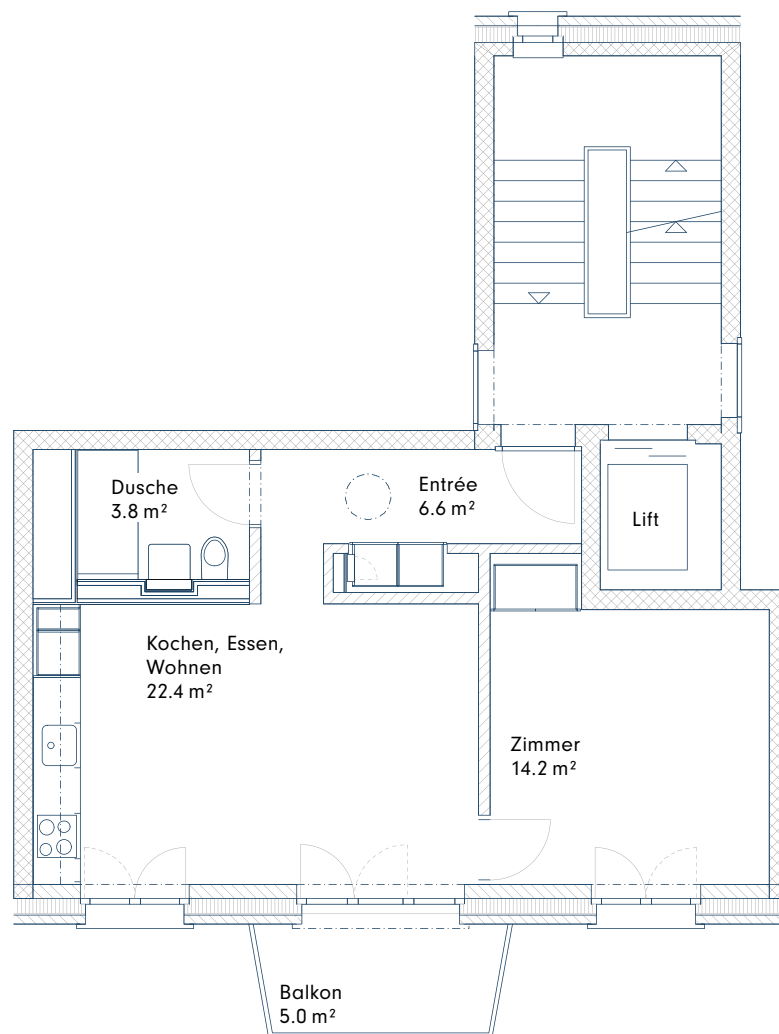 Dusche
3.8 m²
Entrée
6.6 m²
Lift
Kochen, Essen,
Wohnen
22.4 m²
Zimmer
14.2 m²
Balkon
5.0 m²